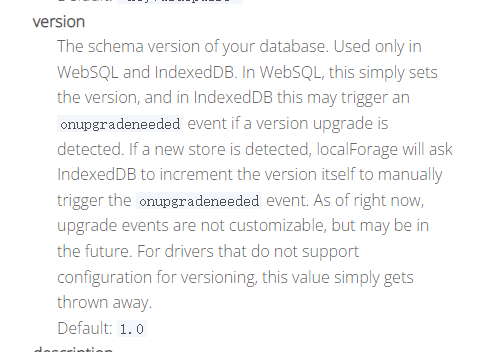 version
The schema version of your database. Used only in
WebSQL and IndexedDB. In WebSQL, this simply sets
the version, and in IndexedDB this may trigger an
onupgradeneeded event if a version upgrade is
detected. If a new store is detected, localForage will ask
IndexedDB to increment the version itself to manually
trigger the onupgradeneeded event. As of right now,
upgrade events are not customizable, but may be in
the future. For drivers that do not support
configuration for versioning, this value simply gets
thrown away.
Default: 1.0
description